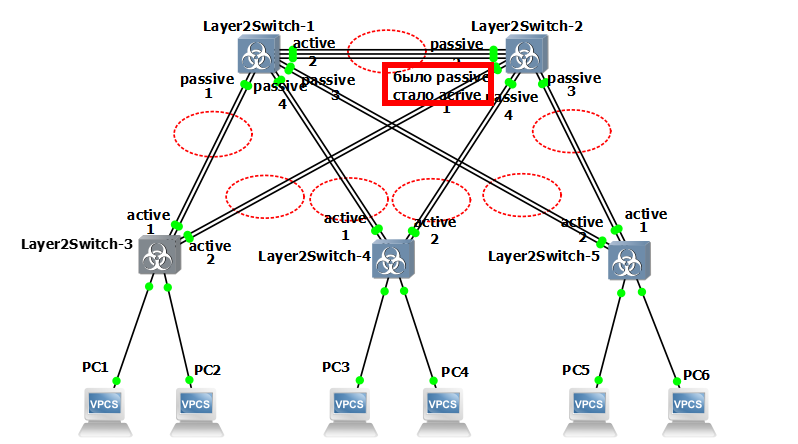 Layer2Switch-1
Layer2Switch-2
active
2
passive
было passive
стало acrive
1
passive
1
passive
4
passive
3
passive
4
passive
3
active
1
Layer2Switch-3
active
2
active
1
Layer2Switch-4
active
2
active
2
Layer2Switch-5
active
1
PC1
PC2
PC3
PC4
PC5
PC6
VPCS
VPCS
VPCS
VPCS
VPCS
VPCS